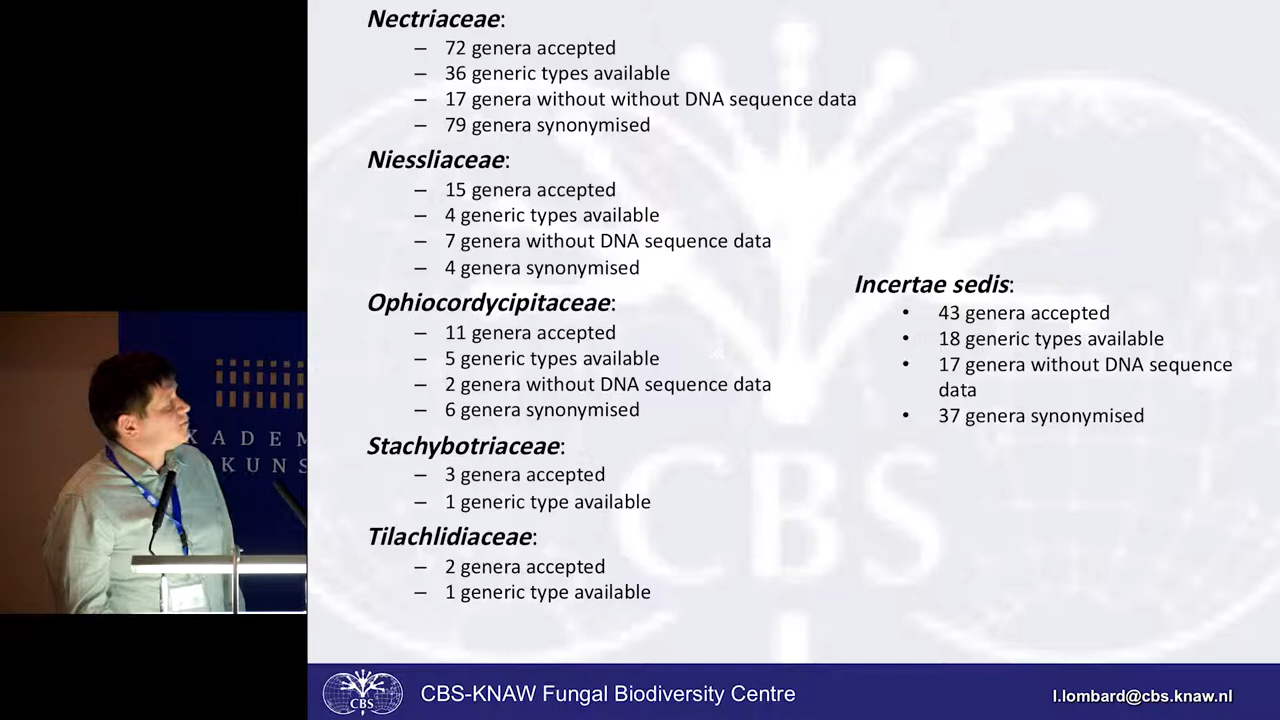 Nectriaceae:
– 72 genera accepted
– 36 generic types available
– 17 genera without without DNA sequence data
– 79 genera synonymised
Niessliaceae:
– 15 genera accepted
– 4 generic types available
– 7 genera without DNA sequence data
– 4 genera synonymised
Ophiocordycipitaceae:
– 11 genera accepted
– 5 generic types available
– 2 genera without DNA sequence data
– 6 genera synonymised
Stachybotriaceae:
– 3 genera accepted
– 1 generic type available
Tilachlidiaceae:
– 2 genera accepted
– 1 generic type available
Incertae sedis:
• 43 genera accepted
• 18 generic types available
• 17 genera without DNA sequence
data
• 37 genera synonymised
CBS
KADEM
KUNS
CBS
CBS-KNAW Fungal Biodiversity Centre
l.lombard@cbs.knaw.nl